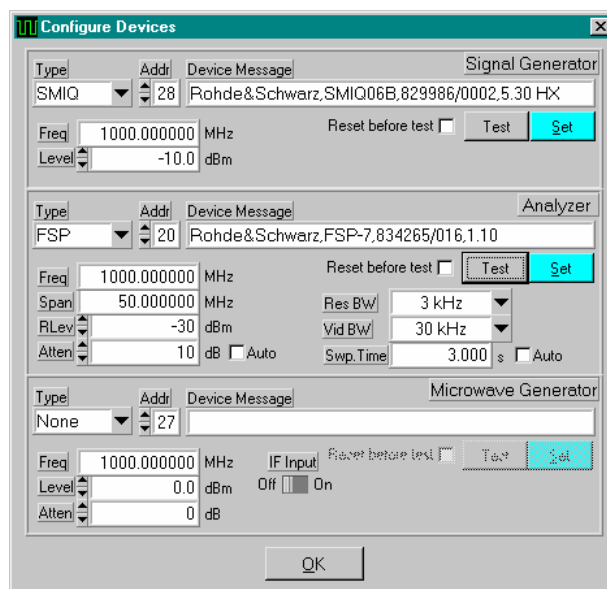 Configure Devices
Signal Generator
Type Addr Device Message
SMIQ 28 Rohde&Schwarz,SMIQ06B,829986/0002,5.30 HX
Freq 1000.000000 MHz Reset before test Test Set
Level -10.0 dBm
Analyzer
Type Addr Device Message
FSP 20 Rohde&Schwarz,FSP-7,834265/016,1.10
Freq 1000.000000 MHz Reset before test Test Set
Span 50.000000 MHz Res BW 3 kHz
RLev -30 dBm Vid BW 30 kHz
Atten 10 dB Auto Swp.Time 3.000 s Auto
Microwave Generator
Type Addr Device Message
None 27
Freq 1000.000000 MHz IF Input Reset before test Test Set
Level 0.0 dBm Off On
Atten 0 dB
OK